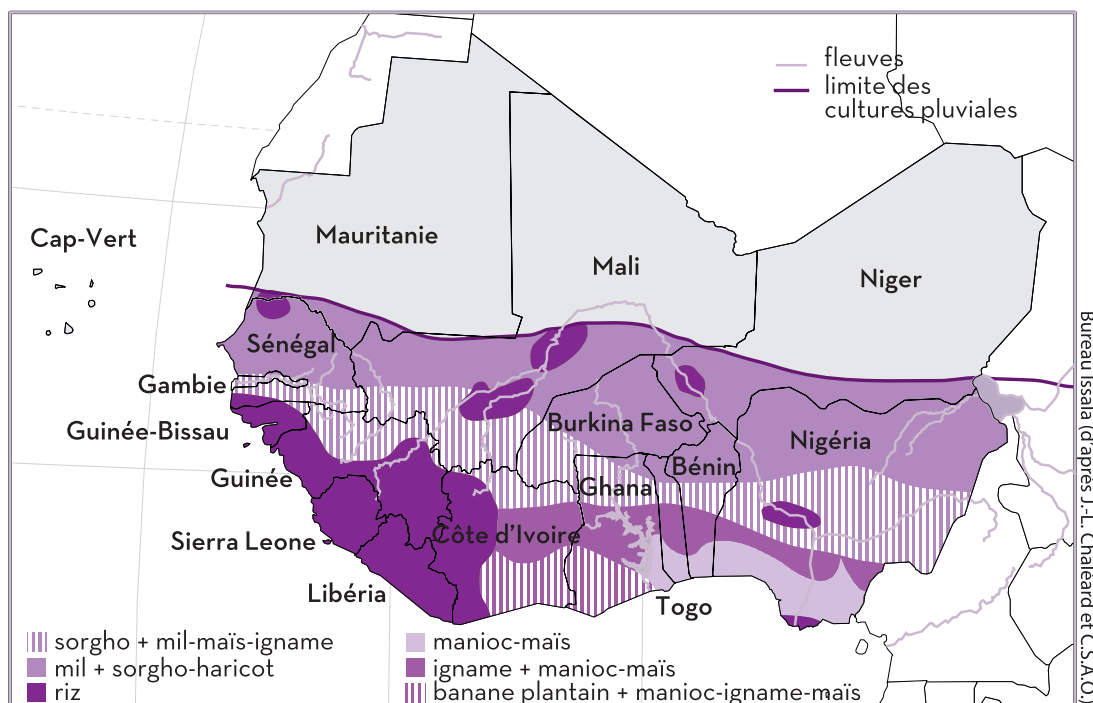 fleuves
limite des
cultures pluviales
Cap-Vert
Mauritanie
Mali
Niger
Sénégal
Gambie
Guinée-Bissau
Burkina Faso
Nigéria
Bénin
Guinée
Ghana
Côte d'Ivoire
Sierra Leone
Libéria
Togo
sorgho + mil-maïs-igname
mil + sorgho-haricot
riz
manioc-maïs
igname + manioc-maïs
banane plantain + manioc-igname-maïs
Bureau Issala (d'après J.-L. Chaléard et C.S.A.O.)